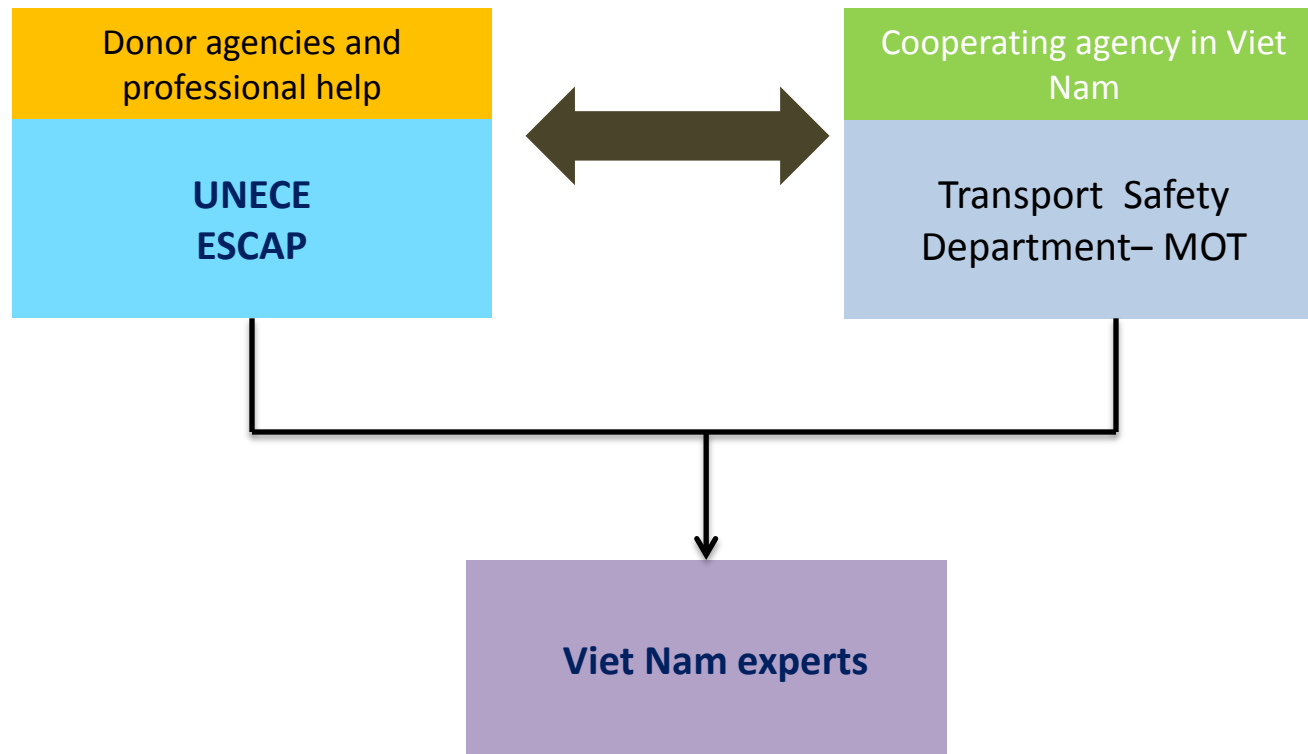 Donor agencies and
professional help
UNECE
ESCAP
Cooperating agency in Viet
Nam
Transport Safety
Department– MOT
Viet Nam experts